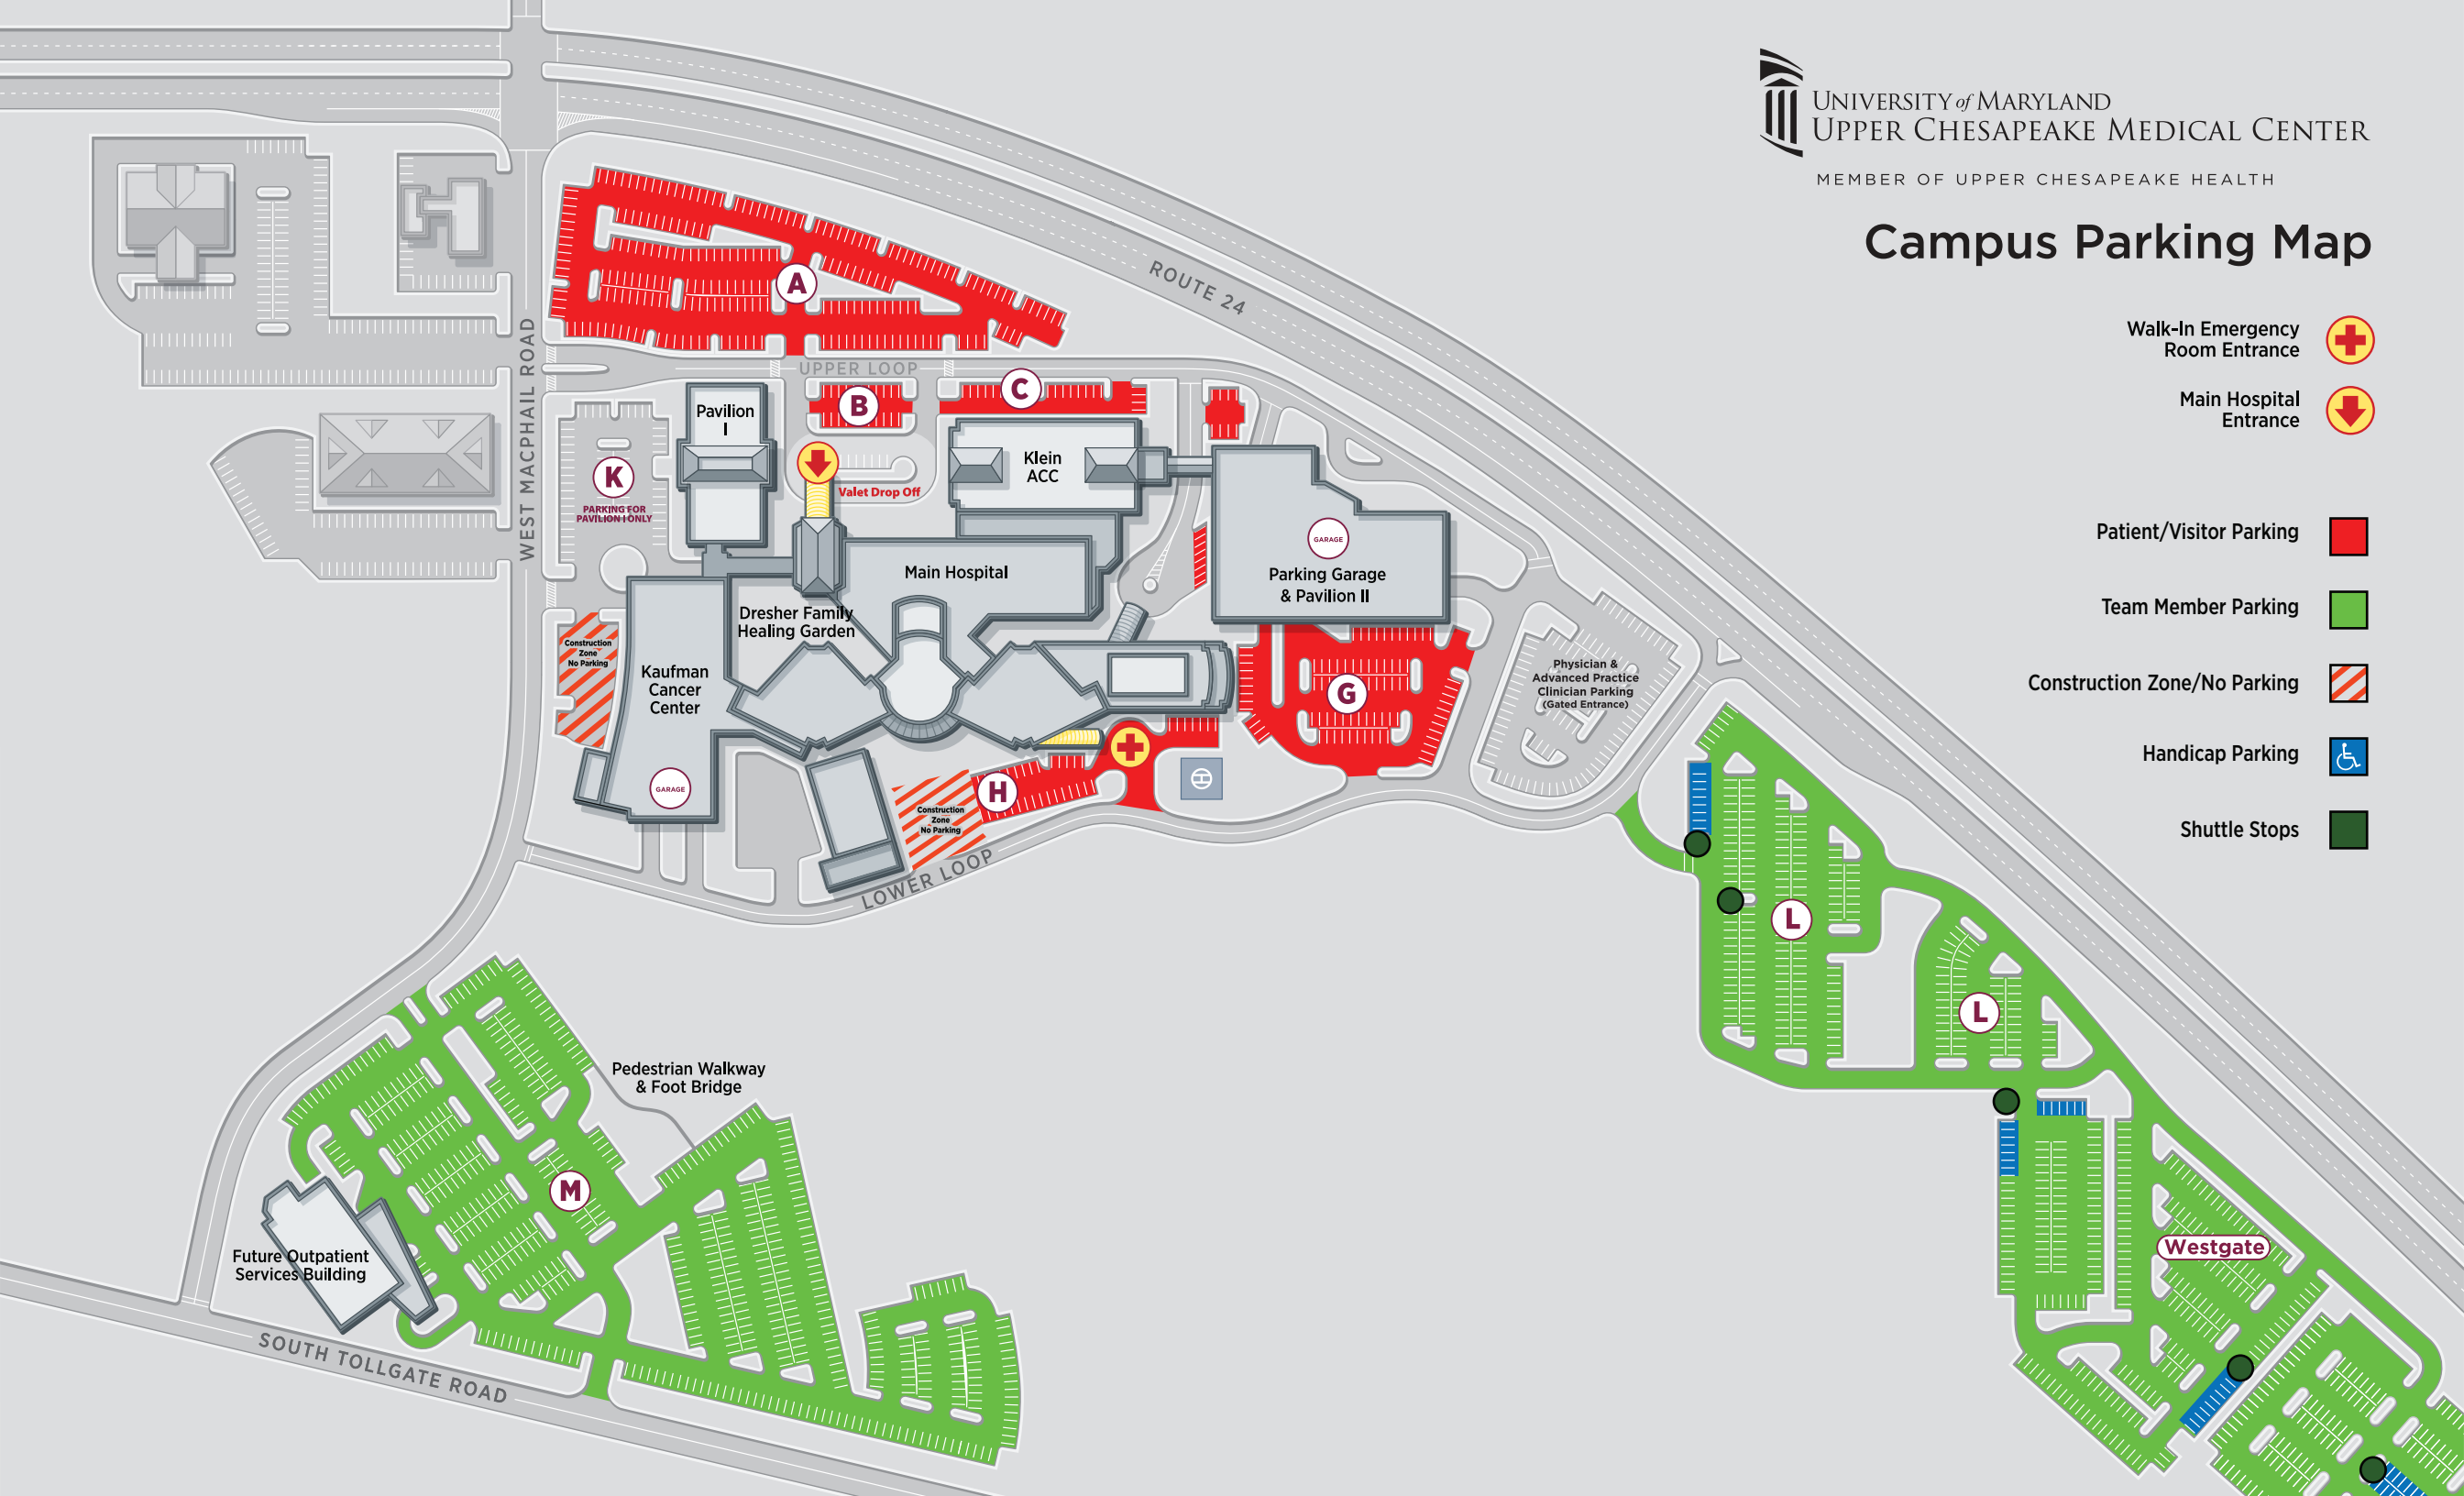 UNIVERSITY of MARYLAND
UPPER CHESAPEAKE MEDICAL CENTER
MEMBER OF UPPER CHESAPEAKE HEALTH
Campus Parking Map
Walk-In Emergency
Room Entrance
Main Hospital
Entrance
Patient/Visitor Parking
Team Member Parking
Construction Zone/No Parking
Handicap Parking
Shuttle Stops
ROUTE 24
WEST MACPHAIL ROAD
A
UPPER LOOP
B
C
Pavilion
I
K
PARKING FOR
PAVILION I ONLY
Valet Drop Off
Klein
ACC
GARAGE
Parking Garage
& Pavilion II
Main Hospital
Dresher Family
Healing Garden
Construction
Zone
No Parking
Kaufman
Cancer
Center
GARAGE
G
Physician &
Advanced Practice
Clinician Parking
(Gated Entrance)
H
Construction
Zone
No Parking
LOWER LOOP
L
L
Pedestrian Walkway
& Foot Bridge
M
Westgate
Future Outpatient
Services Building
SOUTH TOLLGATE ROAD